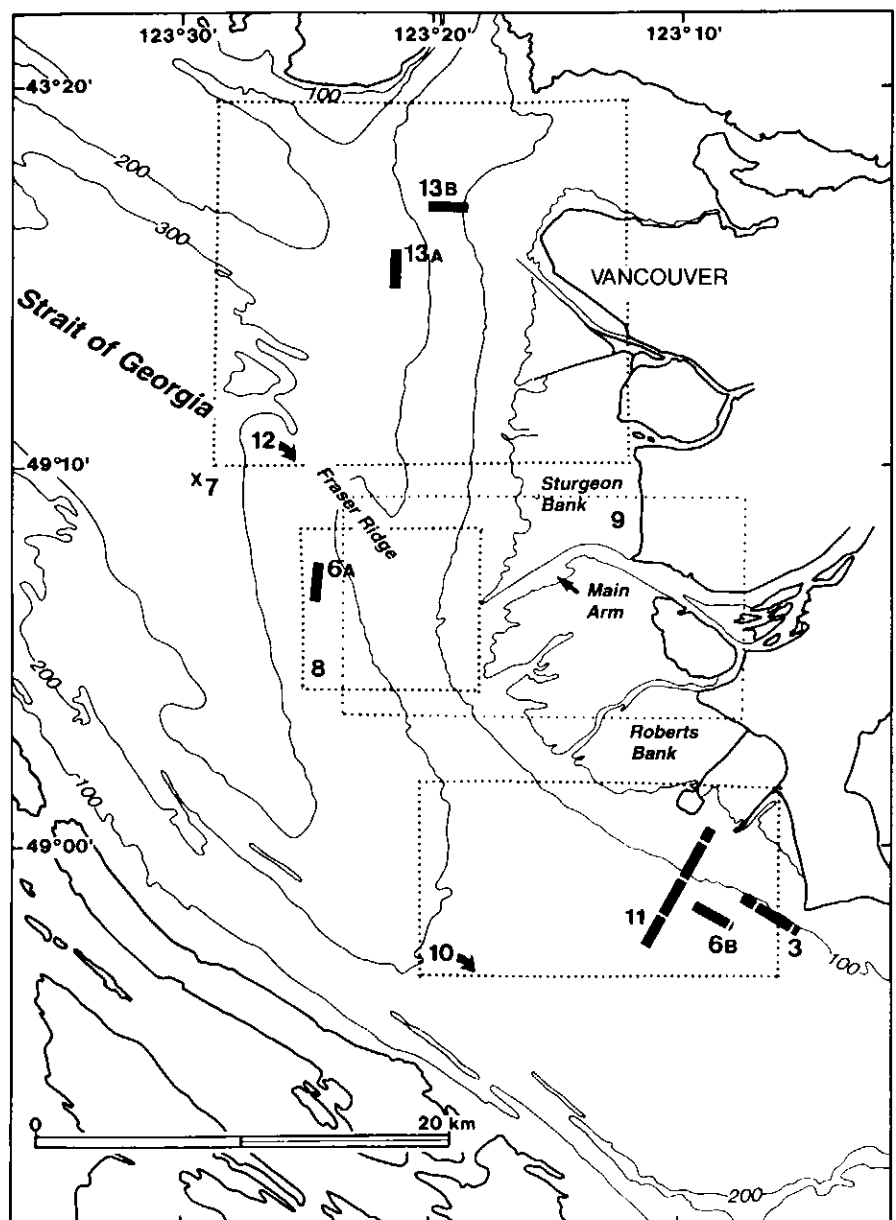 123°30' 123°20' 123°10'
43°20'
100
200
300
13B
13A
VANCOUVER
Strait of Georgia
12
49°10'
x7
Fraser Ridge
Sturgeon
Bank
9
6A
Main
Arm
8
200
Roberts
Bank
100
49°00'
11
6B
3
10
100
0 20 km
200